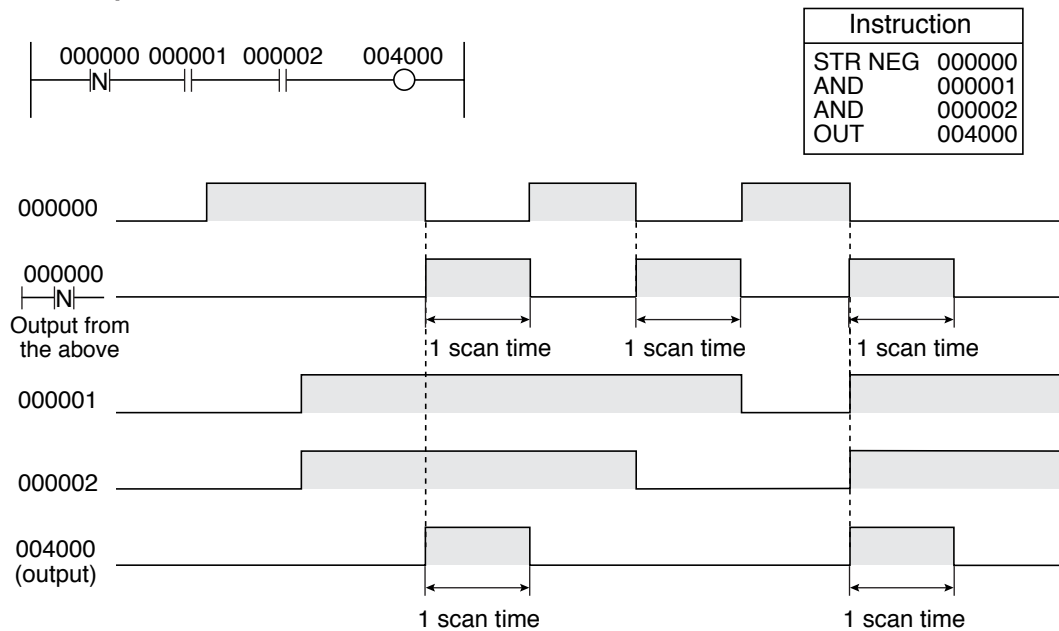 000000 000001 000002 004000
N
Instruction
STR NEG 000000
AND 000001
AND 000002
OUT 004000
000000
000000
N
Output from
the above
1 scan time 1 scan time 1 scan time
000001
000002
004000
(output)
1 scan time 1 scan time